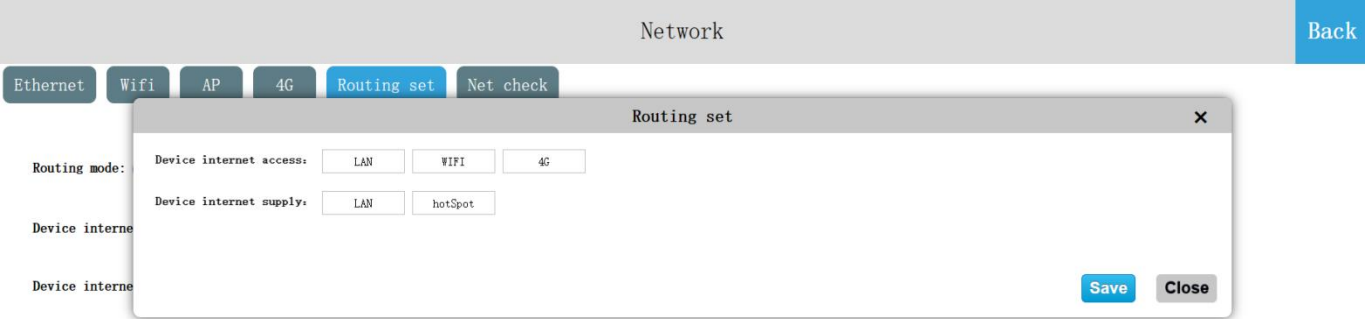 Network
Back
Ethernet Wifi AP 4G Routing set Net check
Routing set ×
Routing mode:
Device internet access: LAN WIFI 4G
Device internet supply: LAN hotSpot
Device interne
Device interne
Save Close